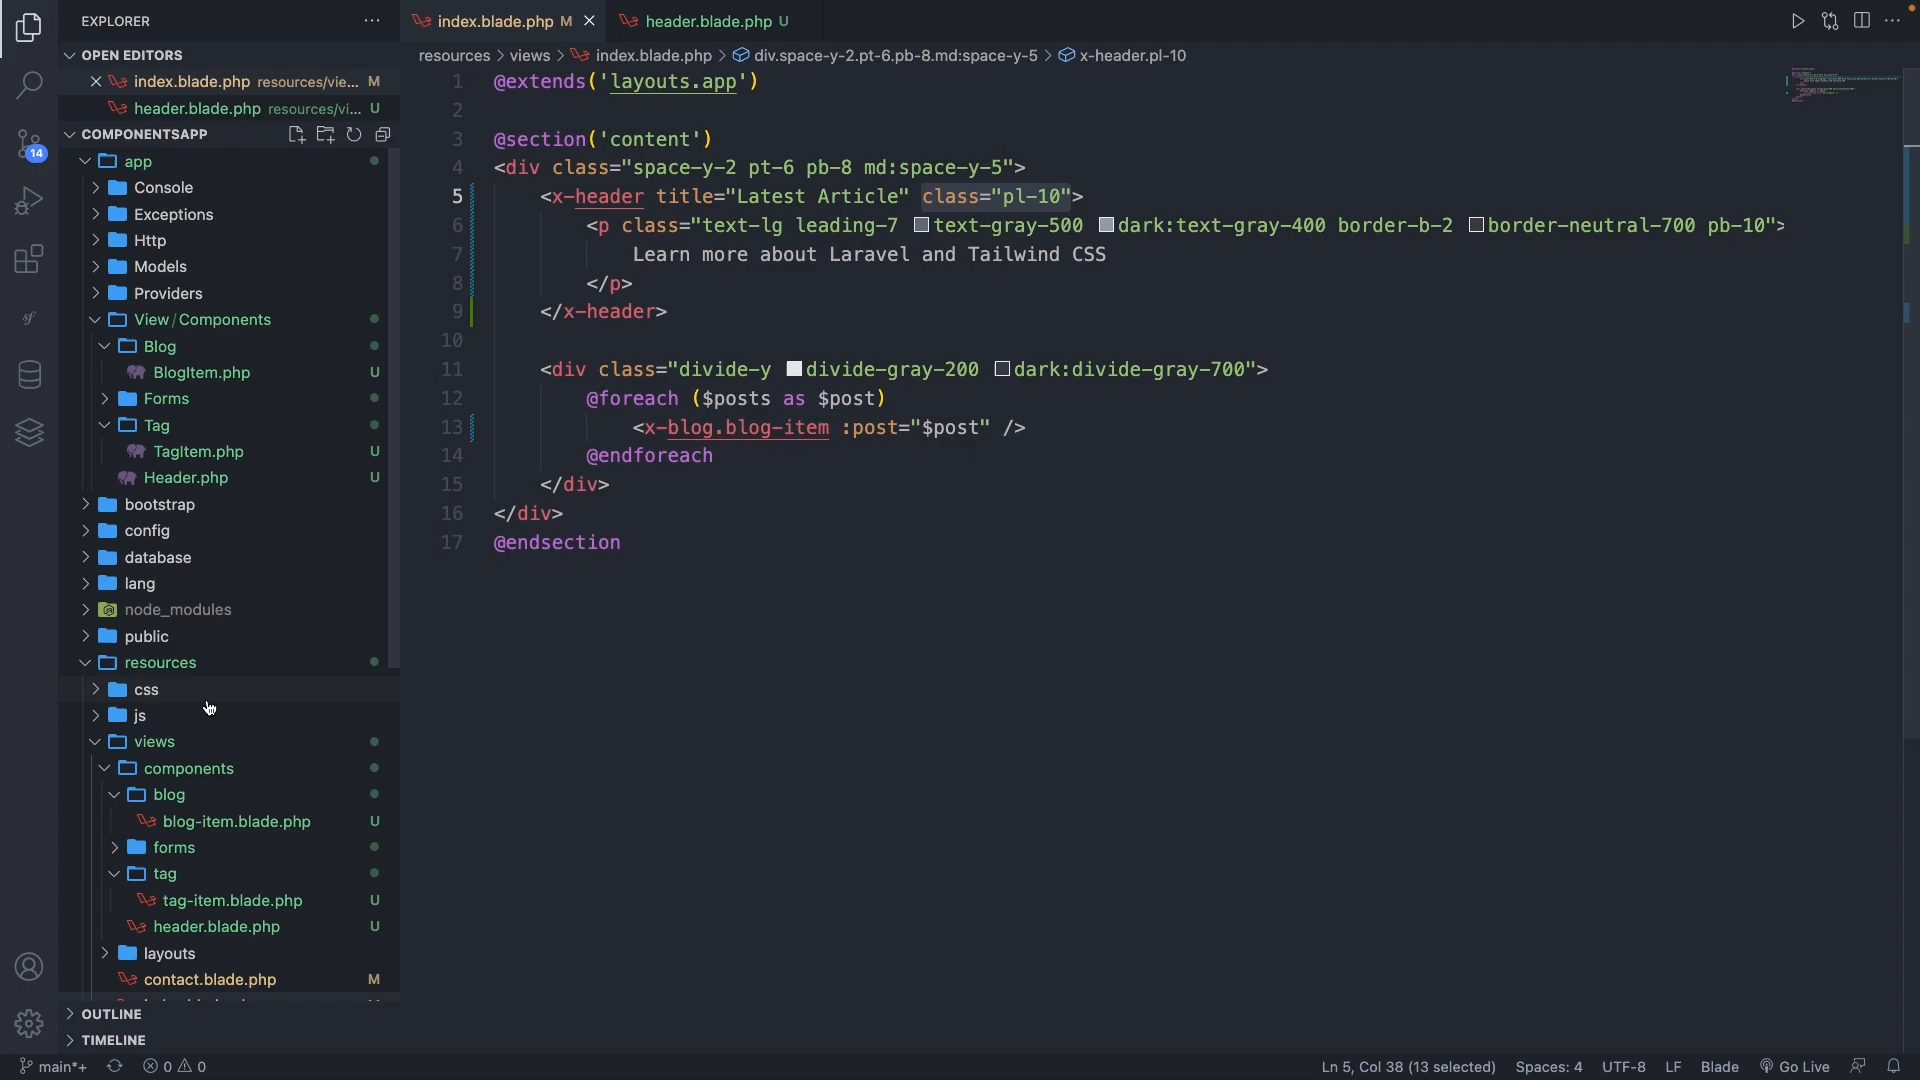 EXPLORER
OPEN EDITORS
index.blade.php resources/vie... M
header.blade.php resources/vi... U
COMPONENTSAPP
app
Console
Exceptions
Http
Models
Providers
View/Components
Blog
BlogItem.php U
Forms
Tag
TagItem.php U
Header.php U
bootstrap
config
database
lang
node_modules
public
resources
css
js
views
components
blog
blog-item.blade.php U
forms
tag
tag-item.blade.php U
header.blade.php U
layouts
contact.blade.php M
OUTLINE
TIMELINE
14
sf
index.blade.php M
header.blade.php U
resources > views > index.blade.php > div.space-y-2.pt-6.pb-8.md:space-y-5 > x-header.pl-10
1 @extends('layouts.app')
2
3 @section('content')
4 <div class="space-y-2 pt-6 pb-8 md:space-y-5">
5 <x-header title="Latest Article" class="pl-10">
6 <p class="text-lg leading-7 text-gray-500 dark:text-gray-400 border-b-2 border-neutral-700 pb-10">
7 Learn more about Laravel and Tailwind CSS
8 </p>
9 </x-header>
10
11 <div class="divide-y divide-gray-200 dark:divide-gray-700">
12 @foreach ($posts as $post)
13 <x-blog.blog-item :post="$post" />
14 @endforeach
15 </div>
16 </div>
17 @endsection
main*+ 0 0 Ln 5, Col 38 (13 selected) Spaces: 4 UTF-8 LF Blade Go Live